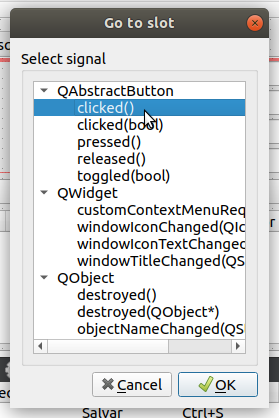 Go to slot
Select signal
QAbstractButton
clicked()
clicked(bool)
pressed()
released()
toggled(bool)
QWidget
customContextMenuReq
windowIconChanged(QIc
windowIconTextChanged
windowTitleChanged(QS
QObject
destroyed()
destroyed(QObject*)
objectNameChanged(QS
Cancel OK
Salvar Ctrl+S